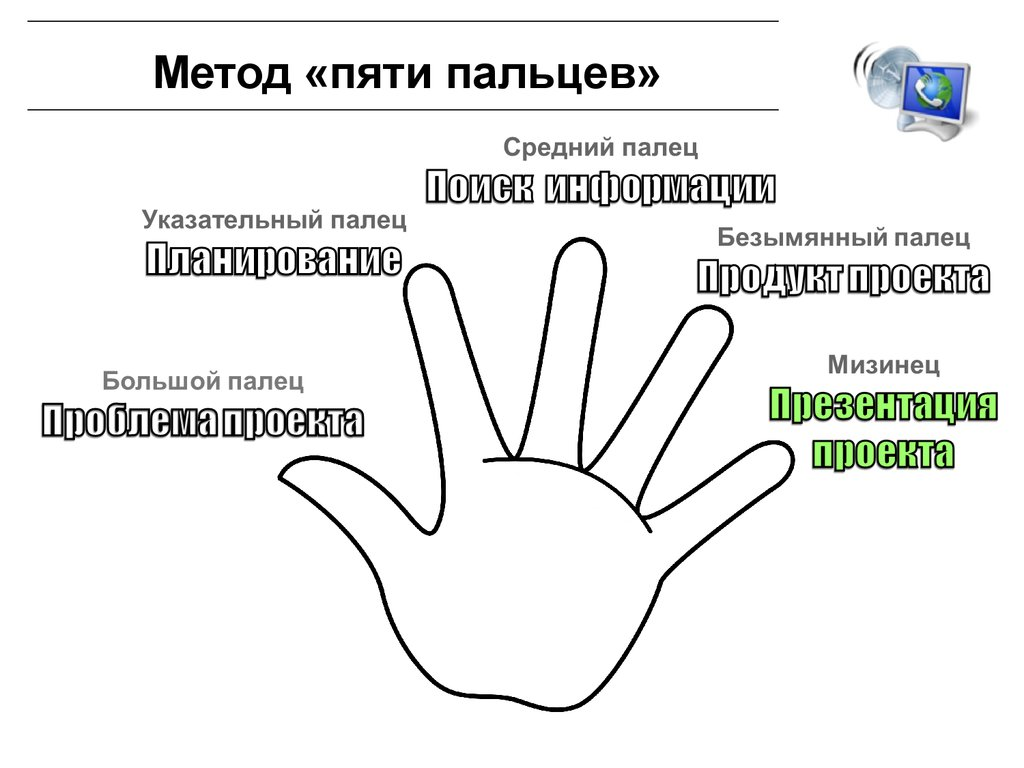 Метод «пяти пальцев»
Средний палец
Поиск информации
Указательный палец
Планирование
Безымянный палец
Продукт проекта
Большой палец
Проблема проекта
Мизинец
Презентация
проекта